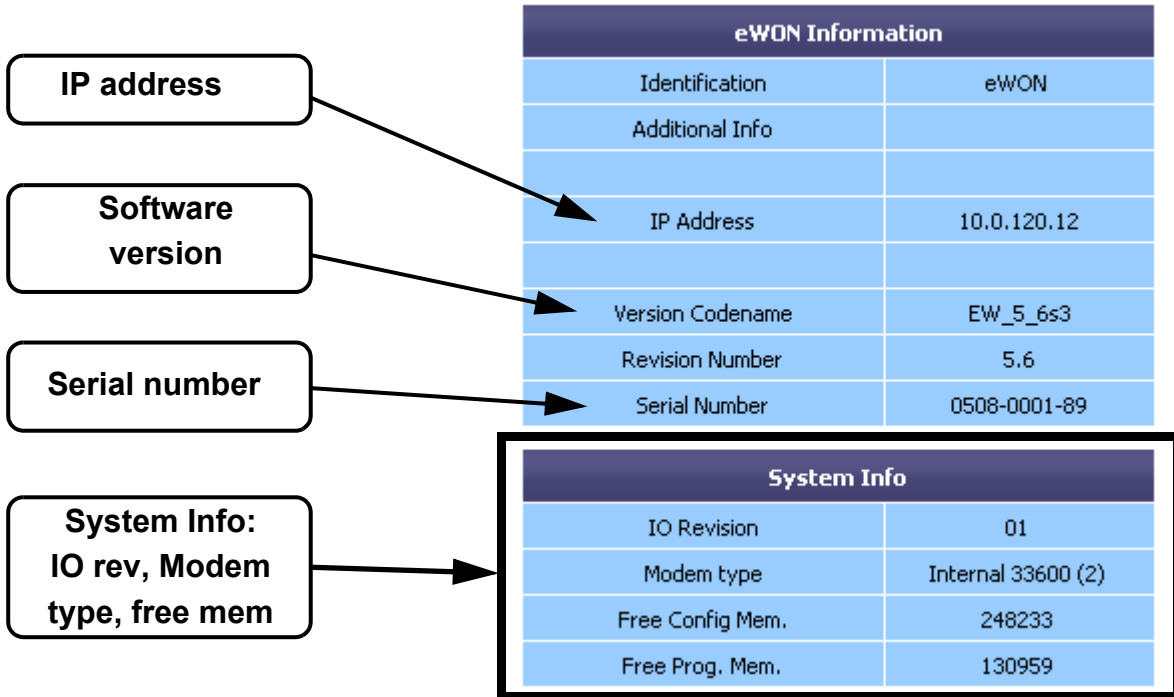 IP address
Software
version
Serial number
System Info:
IO rev, Modem
type, free mem
eWON Information
Identification eWON
Additional Info
IP Address 10.0.120.12
Version Codename EW_5_6s3
Revision Number 5.6
Serial Number 0508-0001-89
System Info
IO Revision 01
Modem type Internal 33600 (2)
Free Config Mem. 248233
Free Prog. Mem. 130959